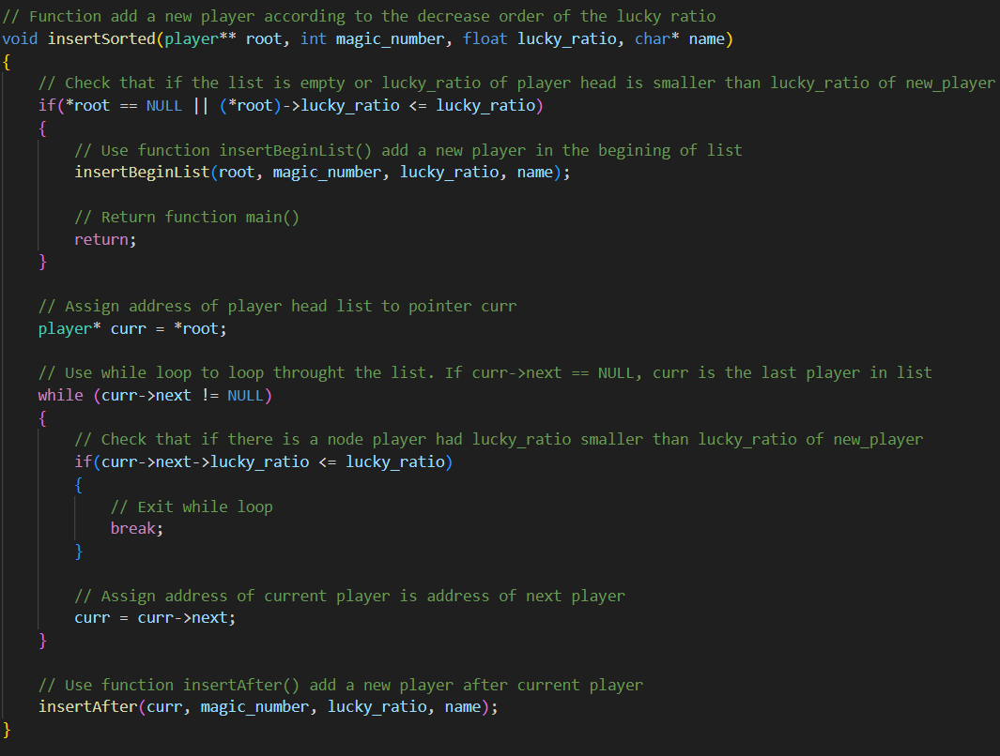 // Function add a new player according to the decrease order of the lucky ratio
void insertSorted(player** root, int magic_number, float lucky_ratio, char* name)
{
    // Check that if the list is empty or lucky_ratio of player head is smaller than lucky_ratio of new_player
    if(*root == NULL || (*root)->lucky_ratio <= lucky_ratio)
    {
        // Use function insertBeginList() add a new player in the begining of list
        insertBeginList(root, magic_number, lucky_ratio, name);

        // Return function main()
        return;
    }

    // Assign address of player head list to pointer curr
    player* curr = *root;

    // Use while loop to loop throught the list. If curr->next == NULL, curr is the last player in list
    while (curr->next != NULL)
    {
        // Check that if there is a node player had lucky_ratio smaller than lucky_ratio of new_player
        if(curr->next->lucky_ratio <= lucky_ratio)
        {
            // Exit while loop
            break;
        }

        // Assign address of current player is address of next player
        curr = curr->next;
    }

    // Use function insertAfter() add a new player after current player
    insertAfter(curr, magic_number, lucky_ratio, name);
}